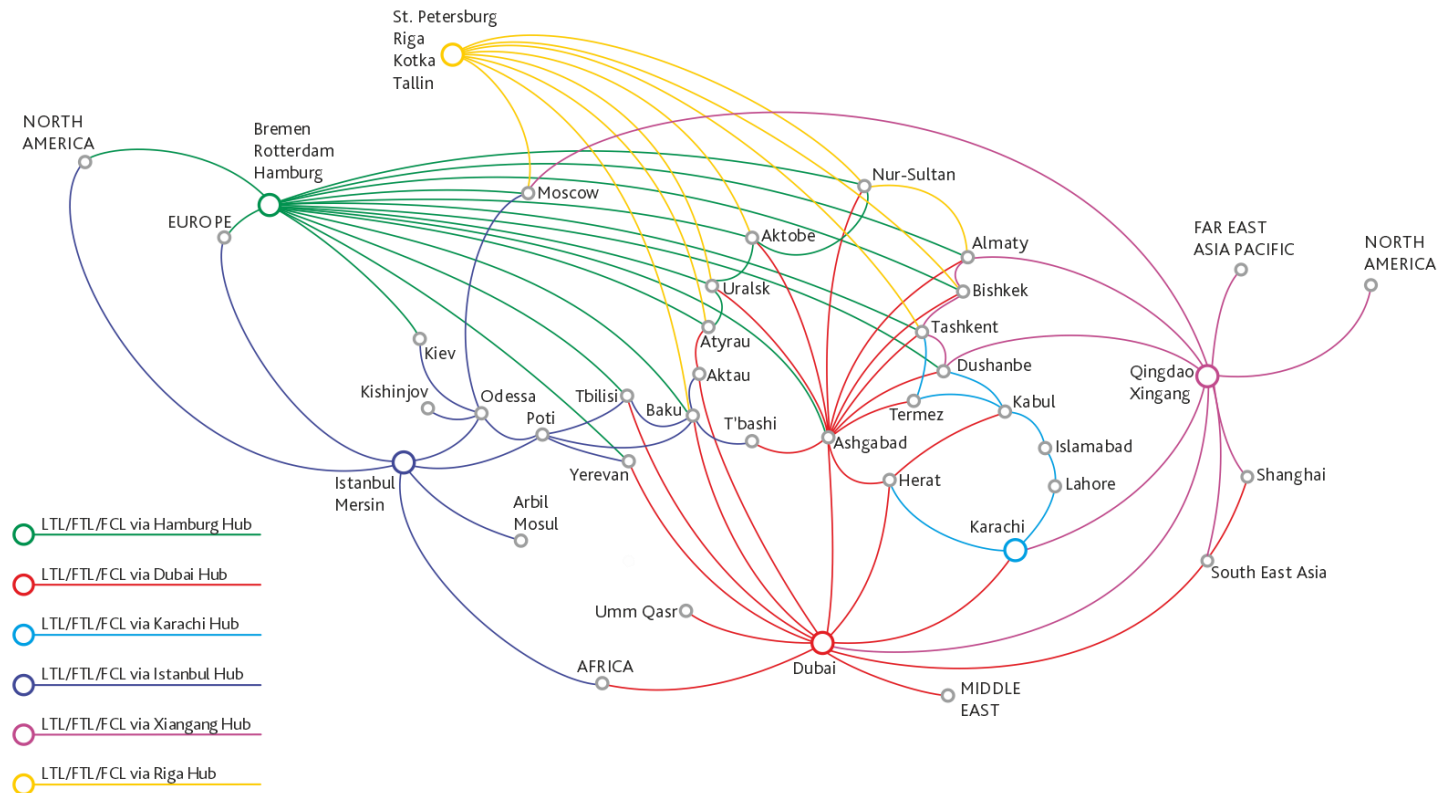 St. Petersburg
Riga
Kotka
Tallin
NORTH
AMERICA
Bremen
Rotterdam
Hamburg
EUROPE
Moscow
Nur-Sultan
Aktobe
Almaty
FAR EAST
ASIA PACIFIC
NORTH
AMERICA
Uralsk
Bishkek
Atyrau
Tashkent
Kiev
Aktau
Dushanbe
Qingdao
Xingang
Kishinjov
Odessa
Tbilisi
Baku
Termez
Kabul
Poti
T'bashi
Ashgabad
Islamabad
Yerevan
Herat
Lahore
Shanghai
Istanbul
Mersin
Arbil
Mosul
Karachi
South East Asia
Umm Qasr
Dubai
AFRICA
MIDDLE
EAST
LTL/FTL/FCL via Hamburg Hub
LTL/FTL/FCL via Dubai Hub
LTL/FTL/FCL via Karachi Hub
LTL/FTL/FCL via Istanbul Hub
LTL/FTL/FCL via Xiangang Hub
LTL/FTL/FCL via Riga Hub